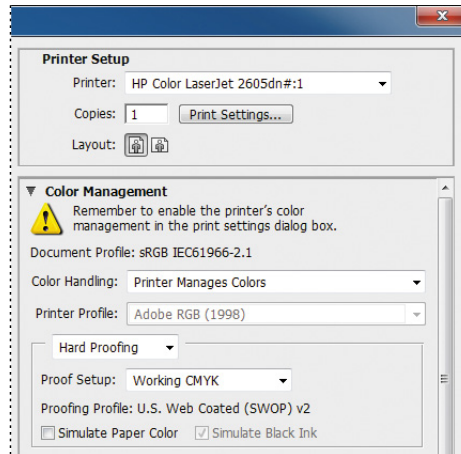 Printer Setup
Printer: HP Color LaserJet 2605dn#:1
Copies: 1 Print Settings...
Layout:
Color Management
Remember to enable the printer's color
management in the print settings dialog box.
Document Profile: sRGB IEC61966-2.1
Color Handling: Printer Manages Colors
Printer Profile: Adobe RGB (1998)
Hard Proofing
Proof Setup: Working CMYK
Proofing Profile: U.S. Web Coated (SWOP) v2
Simulate Paper Color Simulate Black Ink